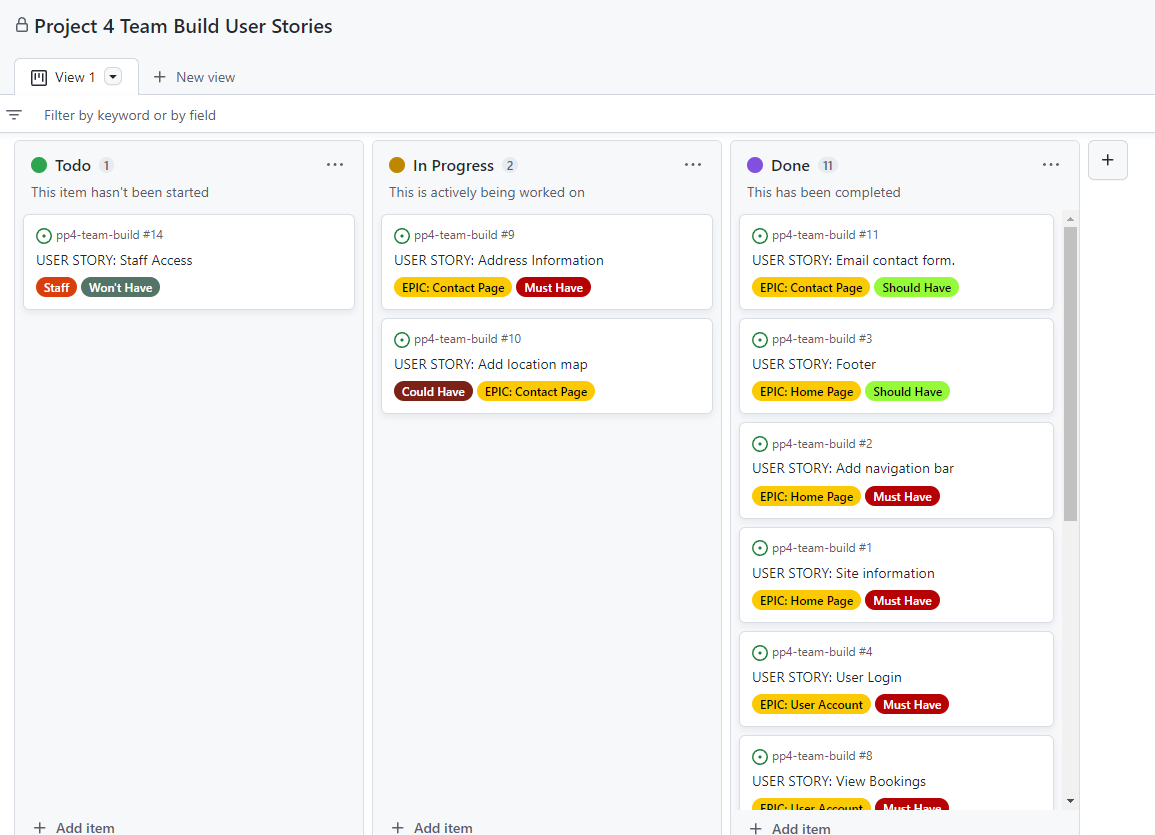 Project 4 Team Build User Stories
View 1
New view
Filter by keyword or by field
Todo 1
This item hasn't been started
pp4-team-build #14
USER STORY: Staff Access
Staff Won't Have
Add item
In Progress 2
This is actively being worked on
pp4-team-build #9
USER STORY: Address Information
EPIC: Contact Page Must Have
pp4-team-build #10
USER STORY: Add location map
Could Have EPIC: Contact Page
Add item
Done 11
This has been completed
pp4-team-build #11
USER STORY: Email contact form.
EPIC: Contact Page Should Have
pp4-team-build #3
USER STORY: Footer
EPIC: Home Page Should Have
pp4-team-build #2
USER STORY: Add navigation bar
EPIC: Home Page Must Have
pp4-team-build #1
USER STORY: Site information
EPIC: Home Page Must Have
pp4-team-build #4
USER STORY: User Login
EPIC: User Account Must Have
pp4-team-build #8
USER STORY: View Bookings
EPIC: User Account Must Have
Add item